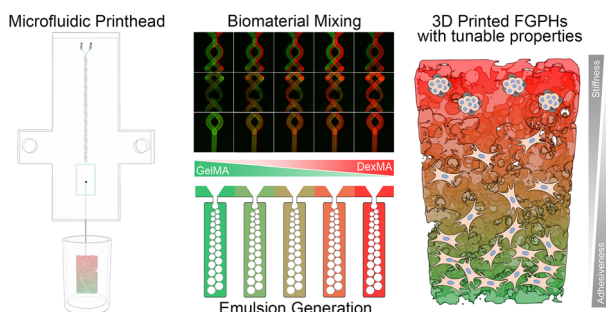 Microfluidic Printhead
Biomaterial Mixing
3D Printed FGPHs
with tunable properties
GelMA
DexMA
Emulsion Generation
Stiffness
Adhesiveness